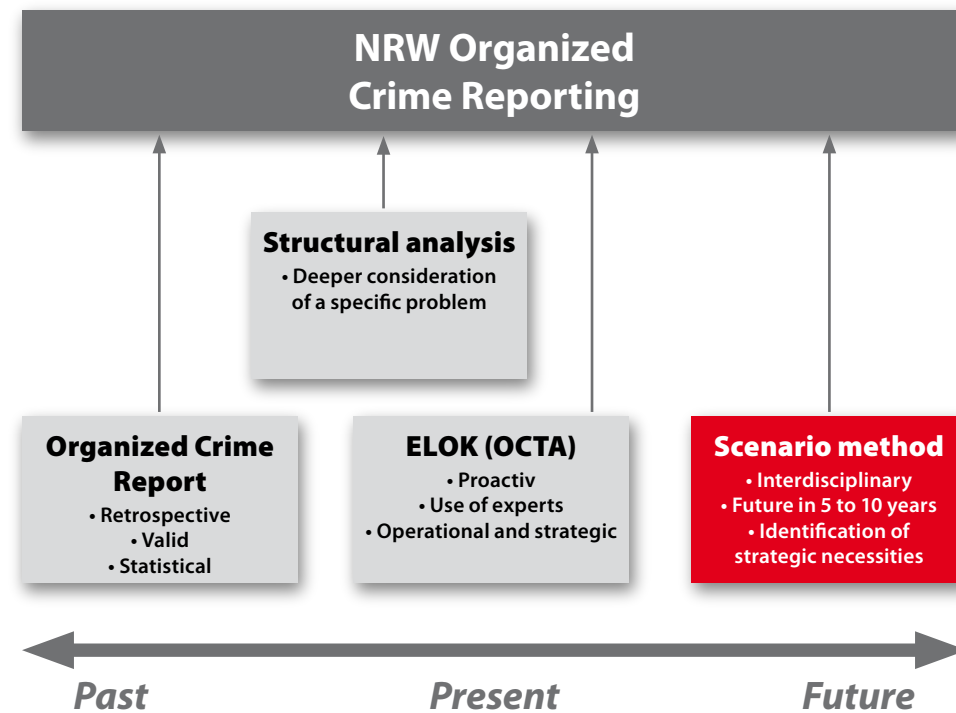 NRW Organized
Crime Reporting
Structural analysis
• Deeper consideration
of a specific problem
Organized Crime
Report
• Retrospective
• Valid
• Statistical
ELOK (OCTA)
• Proactiv
• Use of experts
• Operational and strategic
Scenario method
• Interdisciplinary
• Future in 5 to 10 years
• Identification of
strategic necessities
Past
Present
Future